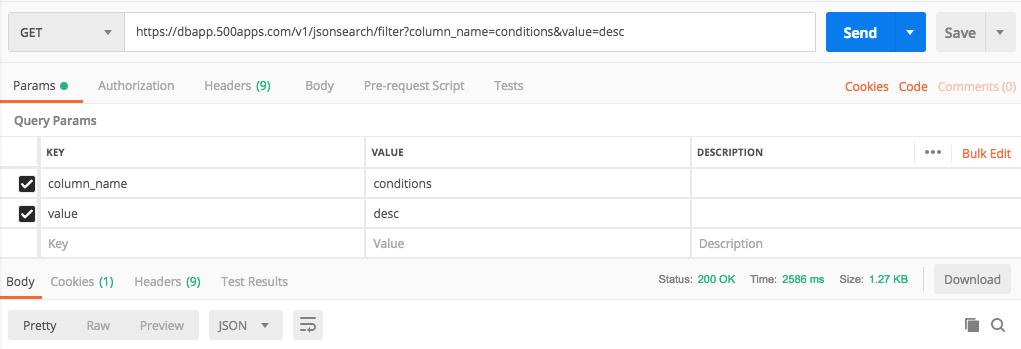 GET https://dbapp.500apps.com/v1/jsonsearch/filter?column_name=conditions&value=desc Send Save
Params Authorization Headers (9) Body Pre-request Script Tests Cookies Code Comments (0)
Query Params
KEY VALUE DESCRIPTION ••• Bulk Edit
column_name conditions
value desc
Key Value Description
Body Cookies (1) Headers (9) Test Results Status: 200 OK Time: 2586 ms Size: 1.27 KB Download
Pretty Raw Preview JSON